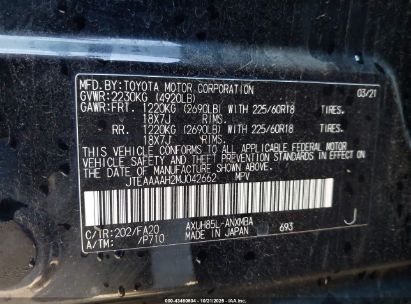 MFD.BY:TOYOTA MOTOR CORPORATION 03/21
GVWR:2230KG (4920LB)
GAWR:FRT. 1220KG (2690LB) WITH 225/60R18 TIRES,
18X7J RIMS.
RR. 1220KG (2690LB) WITH 225/60R18 TIRES,
18X7J RIMS.
THIS VEHICLE CONFORMS TO ALL APPLICABLE FEDERAL MOTOR
VEHICLE SAFETY AND THEFT PREVENTION STANDARDS IN EFFECT ON
THE DATE OF MANUFACTURE SHOWN ABOVE.
JTEAAAAH2MJ042662 MPV
C/TR:202/FA20 AXUH85L-ANXMBA
A/TM: /P710 MADE IN JAPAN 693 J